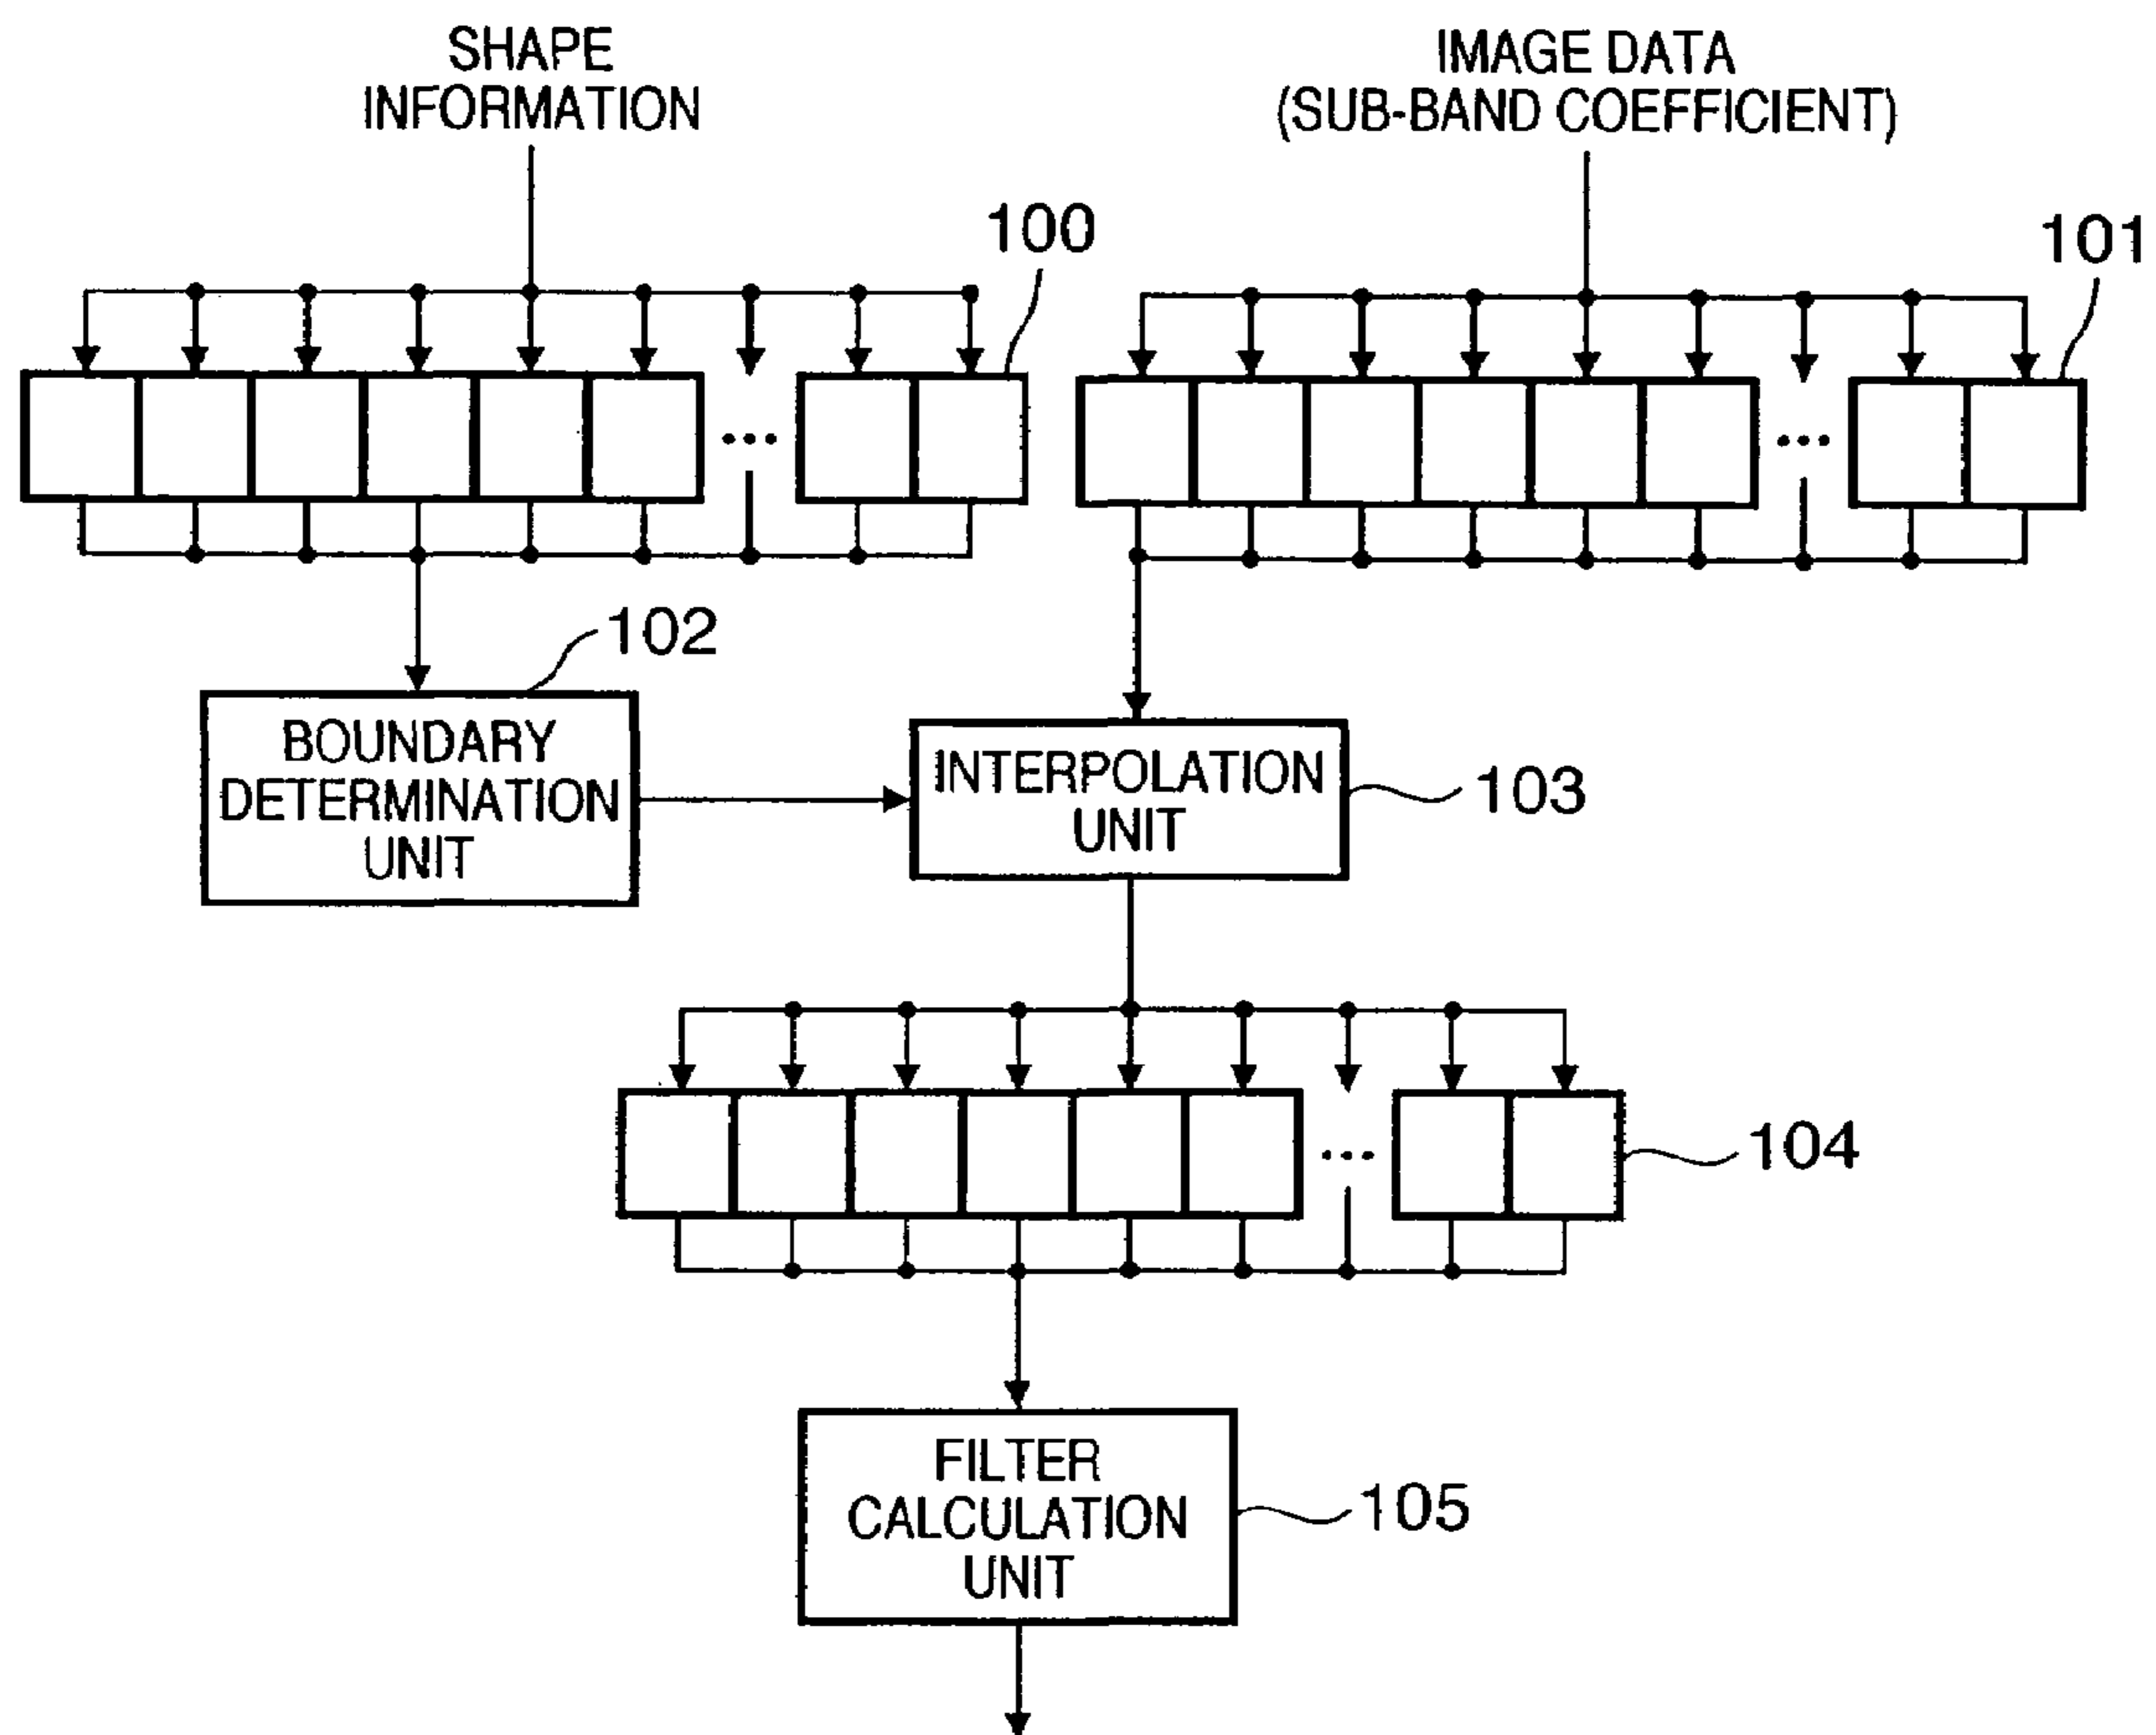 SHAPE
INFORMATION
IMAGE DATA
(SUB-BAND COEFFICIENT)
100
101
...
...
102
BOUNDARY
DETERMINATION
UNIT
INTERPOLATION
UNIT
103
...
104
FILTER
CALCULATION
UNIT
105